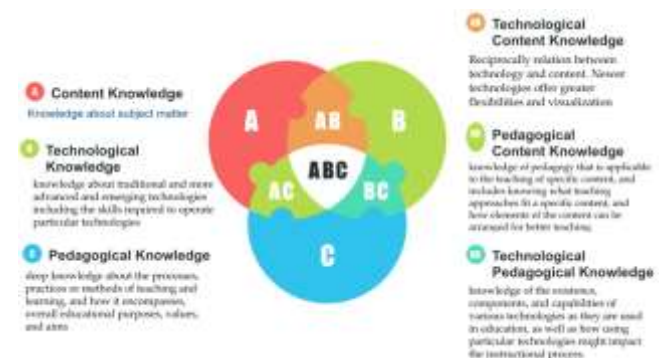 A Content Knowledge
Knowledge about subject matter
Technological
Knowledge
knowledge about traditional and more
advanced and emerging technologies
including the skills required to operate
particular technologies
Pedagogical Knowledge
deep knowledge about the processes,
practices or methods of teaching and
learning, and how it encompasses,
overall educational purposes, values,
and aims
A
AB
B
ABC
AC
BC
C
Technological
Content Knowledge
Reciprocally relation between
technology and content. Newer
technologies offer greater
flexibilities and visualization
Pedagogical
Content Knowledge
knowledge of pedagogy that is applicable
to the teaching of specific content, and
includes knowing what teaching
approaches fit a specific content, and
how elements of the content can be
arranged for better teaching
Technological
Pedagogical Knowledge
knowledge of the existence,
components, and capabilities of
various technologies as they are used
in education, as well as how using
particular technologies might impact
the instructional process.